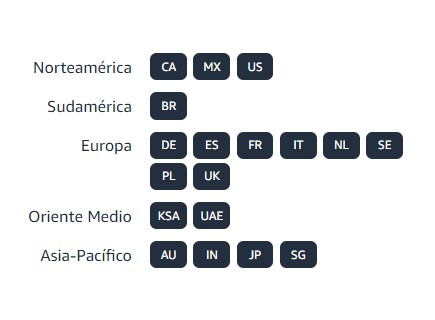 Norteamérica CA MX US
Sudamérica BR
Europa DE ES FR IT NL SE
PL UK
Oriente Medio KSA UAE
Asia-Pacífico AU IN JP SG